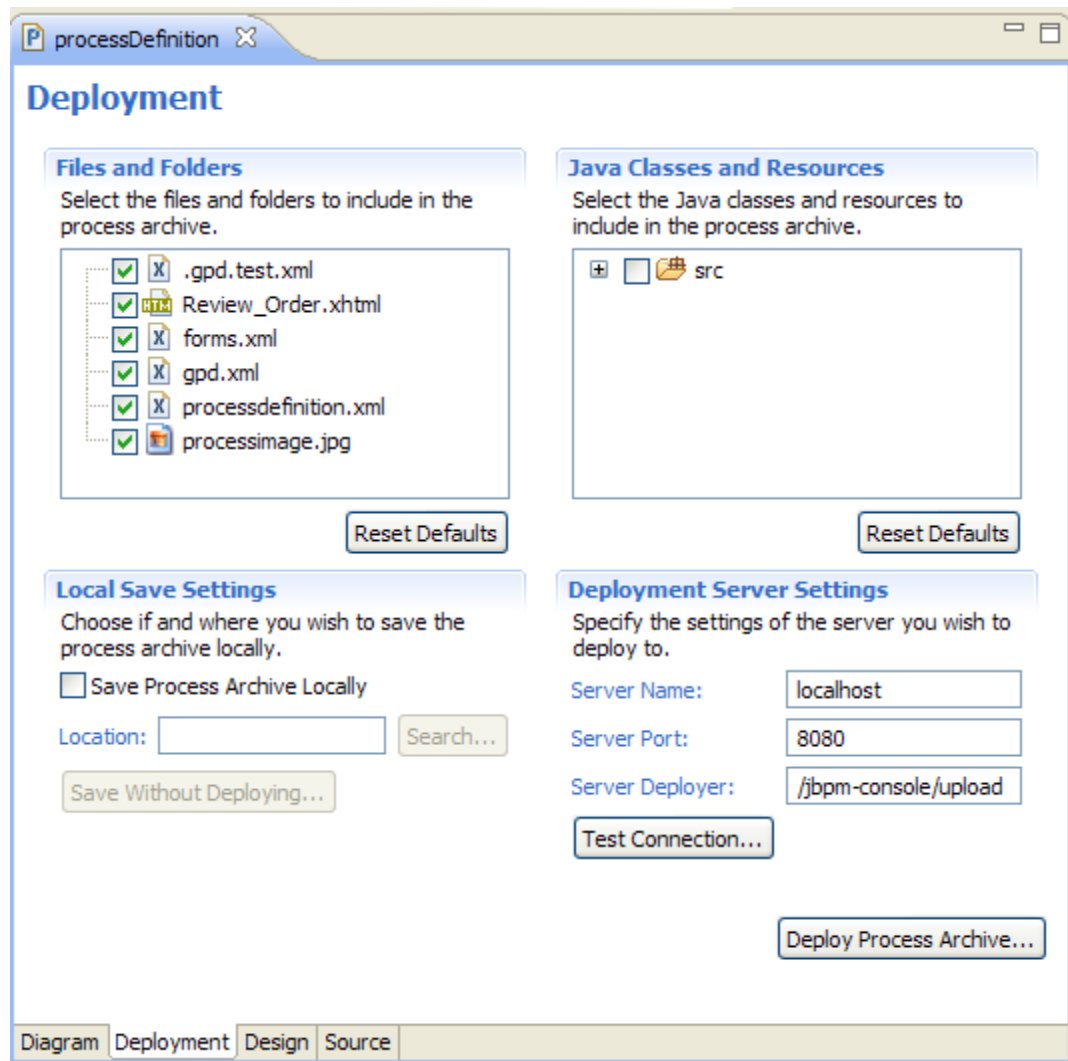 processDefinition
Deployment
Files and Folders
Select the files and folders to include in the
process archive.
.gpd.test.xml
Review_Order.xhtml
forms.xml
gpd.xml
processdefinition.xml
processimage.jpg
Reset Defaults
Java Classes and Resources
Select the Java classes and resources to
include in the process archive.
src
Reset Defaults
Local Save Settings
Choose if and where you wish to save the
process archive locally.
Save Process Archive Locally
Location:
Search...
Save Without Deploying...
Deployment Server Settings
Specify the settings of the server you wish to
deploy to.
Server Name: localhost
Server Port: 8080
Server Deployer: /jbpm-console/upload
Test Connection...
Deploy Process Archive...
Diagram Deployment Design Source